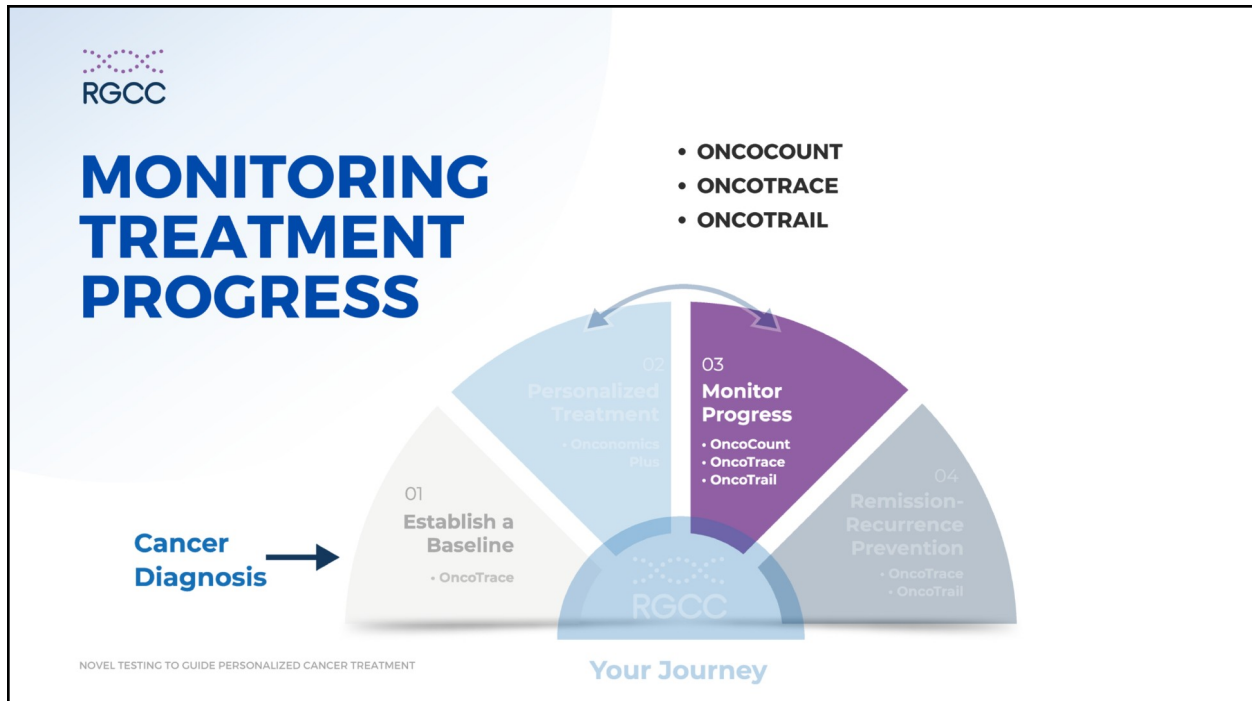 RGCC
MONITORING
TREATMENT
PROGRESS
• ONCOCOUNT
• ONCOTRACE
• ONCOTRAIL
Cancer
Diagnosis
01
Establish a
Baseline
• OncoTrace
02
Personalized
Treatment
• Onconomics
Plus
03
Monitor
Progress
• OncoCount
• OncoTrace
• OncoTrail
04
Remission-
Recurrence
Prevention
• OncoTrace
• OncoTrail
RGCC
Your Journey
NOVEL TESTING TO GUIDE PERSONALIZED CANCER TREATMENT